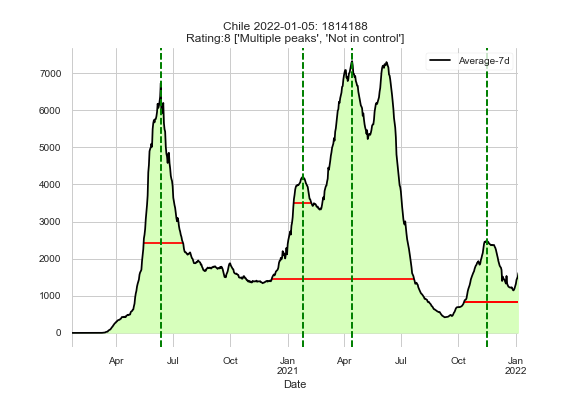 Chile 2022-01-05: 1814188
Rating:8 ['Multiple peaks', 'Not in control']
Average-7d
7000
6000
5000
4000
3000
2000
1000
0
Apr Jul Oct Jan Apr Jul Oct Jan
2021 2022
Date